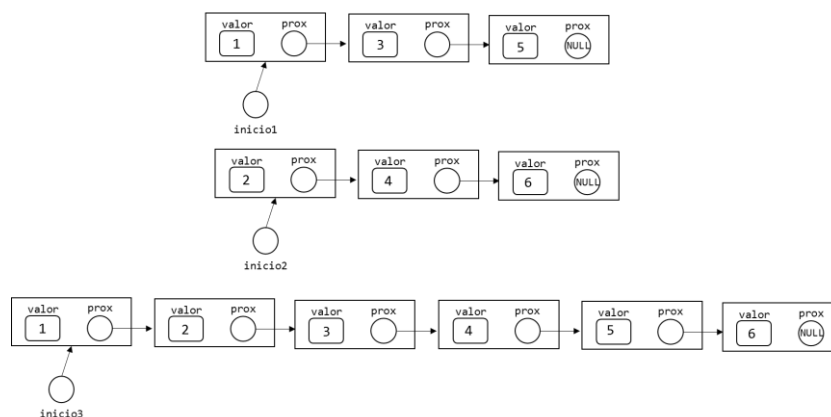 valor prox valor prox valor prox
1 3 5 NULL
inicio1
valor prox valor prox valor prox
2 4 6 NULL
inicio2
valor prox valor prox valor prox valor prox valor prox valor prox
1 2 3 4 5 6 NULL
inicio3